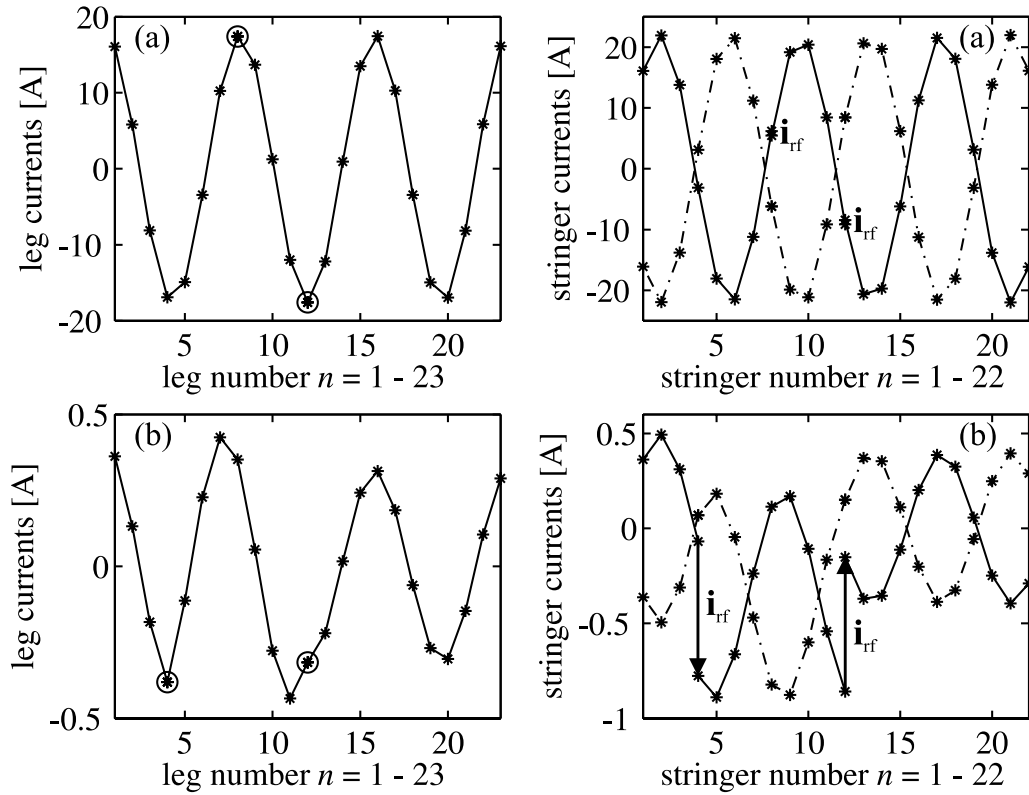 (a)
leg currents [A]
20
10
0
-10
-20
5
10
15
20
leg number n = 1 - 23
(a)
stringer currents [A]
20
10
0
-10
-20
i_rf
i_rf
5
10
15
20
stringer number n = 1 - 22
(b)
leg currents [A]
0.5
0
-0.5
5
10
15
20
leg number n = 1 - 23
(b)
stringer currents [A]
0.5
0
-0.5
-1
i_rf
i_rf
5
10
15
20
stringer number n = 1 - 22